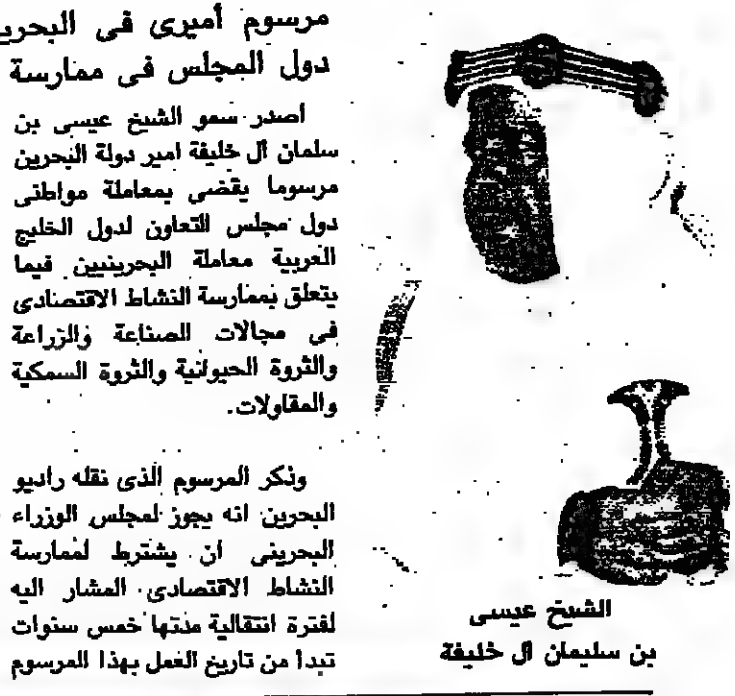 مرسوم أميرى فى البحري
دول المجلس فى ممارسة
اصدر سمو الشيخ عيسى بن
سلمان آل خليفة امير دولة البحرين
مرسوما يقضى بمعاملة مواطنى
دول مجلس التعاون لدول الخليج
العربية معاملة البحرينيين فيما
يتعلق بممارسة النشاط الاقتصادى
فى مجالات الصناعة والزراعة
والثروة الحيوانية والثروة السمكية
والمقاولات.
وذكر المرسوم الذى نقله راديو
البحرين انه يجوز لمجلس الوزراء
البحرينى ان يشترط لممارسة
النشاط الاقتصادى المشار اليه
لفترة انتقالية مدتها خمس سنوات
تبدأ من تاريخ العمل بهذا المرسوم
الشيخ عيسى
بن سليمان آل خليفة